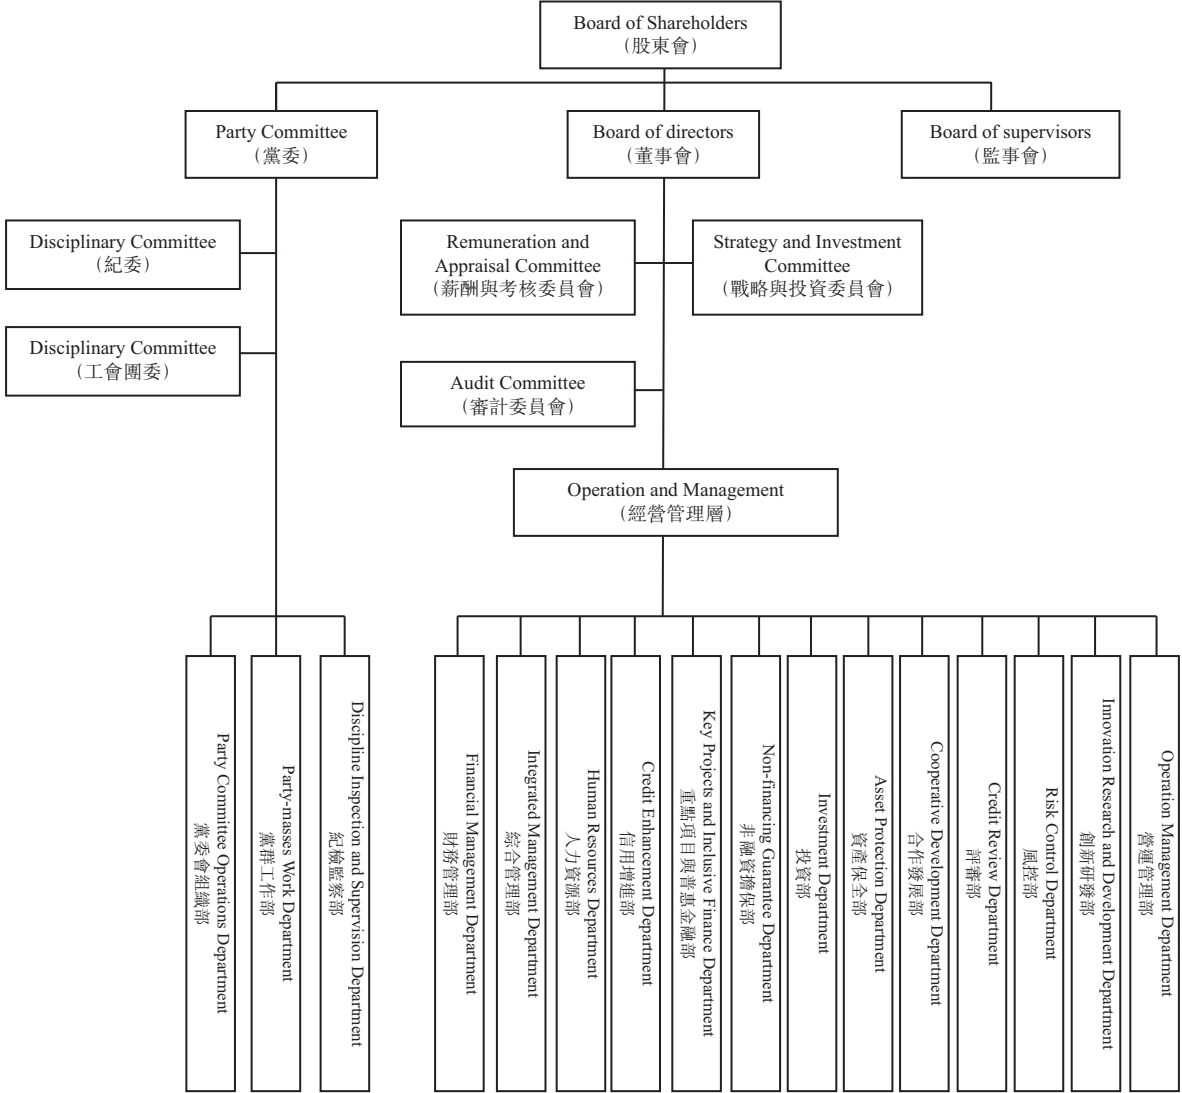 Board of Shareholders
（股東會）
Party Committee
（黨委）
Board of directors
（董事會）
Board of supervisors
（監事會）
Disciplinary Committee
（紀委）
Remuneration and
Appraisal Committee
（薪酬與考核委員會）
Strategy and Investment
Committee
（戰略與投資委員會）
Disciplinary Committee
（工會團委）
Audit Committee
（審計委員會）
Operation and Management
（經營管理層）
Party Committee Operations Department
黨委會組織部
Party-masses Work Department
黨群工作部
Discipline Inspection and Supervision Department
紀檢監察部
Financial Management Department
財務管理部
Integrated Management Department
綜合管理部
Human Resources Department
人力資源部
Credit Enhancement Department
信用增進部
Key Projects and Inclusive Finance Department
重點項目與普惠金融部
Non-financing Guarantee Department
非融資擔保部
Investment Department
投資部
Asset Protection Department
資產保全部
Cooperative Development Department
合作發展部
Credit Review Department
評審部
Risk Control Department
風控部
Innovation Research and Development Department
創新研發部
Operation Management Department
營運管理部